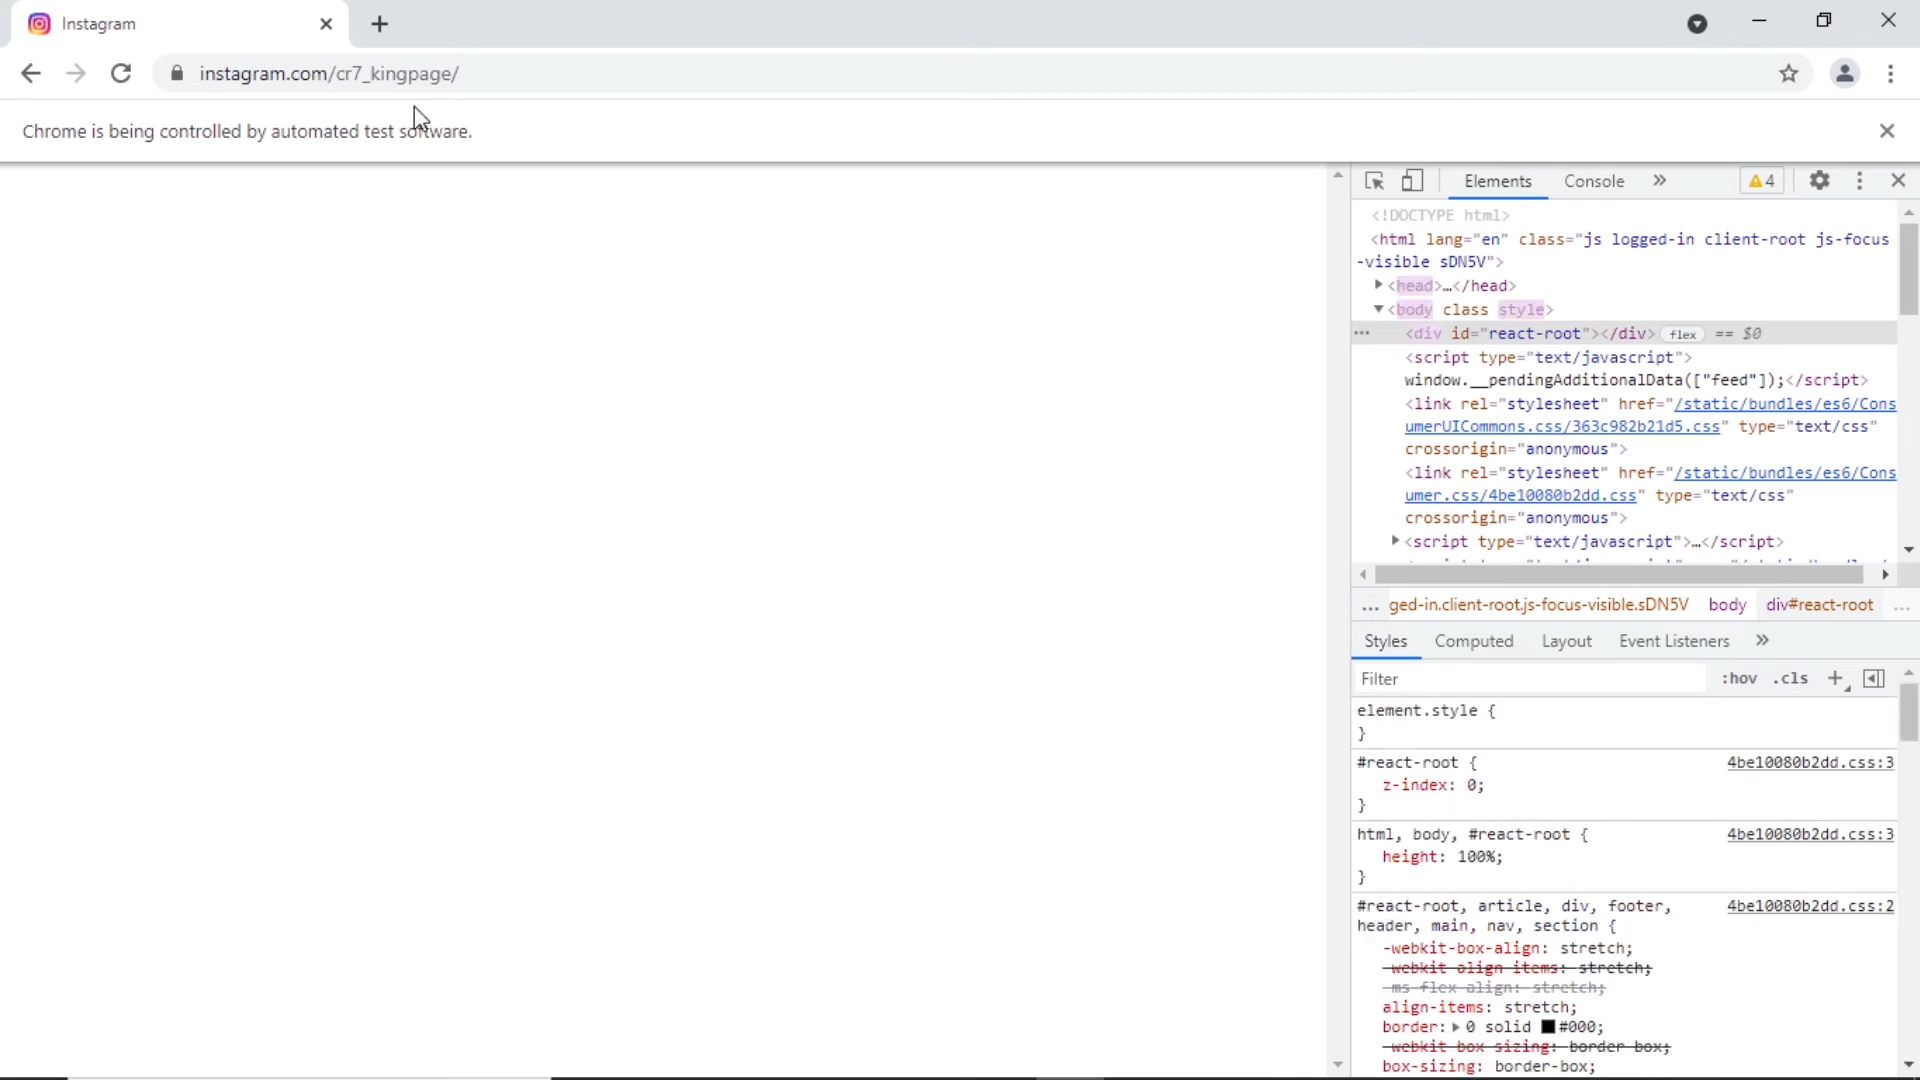 Instagram
instagram.com/cr7_kingpage/
Chrome is being controlled by automated test software.
Elements Console » 4
<!DOCTYPE html>
<html lang="en" class="js logged-in client-root js-focus
-visible sDN5V">
<head>…</head>
<body class style>
… <div id="react-root"></div> flex == $0
<script type="text/javascript">
window.__pendingAdditionalData(["feed"]);</script>
<link rel="stylesheet" href="/static/bundles/es6/Cons
umerUICommons.css/363c982b21d5.css" type="text/css"
crossorigin="anonymous">
<link rel="stylesheet" href="/static/bundles/es6/Cons
umer.css/4be10080b2dd.css" type="text/css"
crossorigin="anonymous">
<script type="text/javascript">…</script>
… ged-in.client-root.js-focus-visible.sDN5V body div#react-root …
Styles Computed Layout Event Listeners »
Filter :hov .cls +
element.style {
}
#react-root { 4be10080b2dd.css:3
z-index: 0;
}
html, body, #react-root { 4be10080b2dd.css:3
height: 100%;
}
#react-root, article, div, footer, 4be10080b2dd.css:2
header, main, nav, section {
-webkit-box-align: stretch;
-webkit-align-items: stretch;
-ms-flex-align: stretch;
align-items: stretch;
border: 0 solid #000;
-webkit-box-sizing: border-box;
box-sizing: border-box;